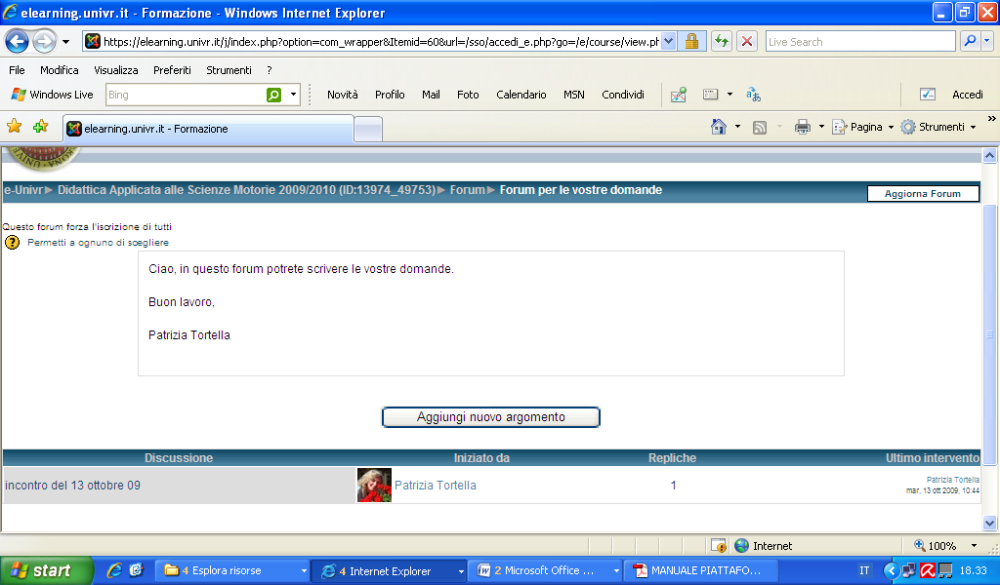 elearning.univr.it - Formazione - Windows Internet Explorer
https://elearning.univr.it/j/index.php?option=com_wrapper&Itemid=60&url=/sso/accedi_e.php?go=/e/course/view.ph
Live Search
File Modifica Visualizza Preferiti Strumenti ?
Windows Live Bing Novità Profilo Mail Foto Calendario MSN Condividi Accedi
elearning.univr.it - Formazione Pagina Strumenti
e-Univr► Didattica Applicata alle Scienze Motorie 2009/2010 (ID:13974_49753)► Forum► Forum per le vostre domande
Aggiorna Forum
Questo forum forza l'iscrizione di tutti
? Permetti a ognuno di scegliere
Ciao, in questo forum potrete scrivere le vostre domande.
Buon lavoro,
Patrizia Tortella
Aggiungi nuovo argomento
Discussione Iniziato da Repliche Ultimo intervento
incontro del 13 ottobre 09 Patrizia Tortella 1 Patrizia Tortella
mar, 13 ott 2009, 10:44
Internet 100%
start 4 Esplora risorse 4 Internet Explorer 2 Microsoft Office ... MANUALE PIATTAFO... IT 18.33